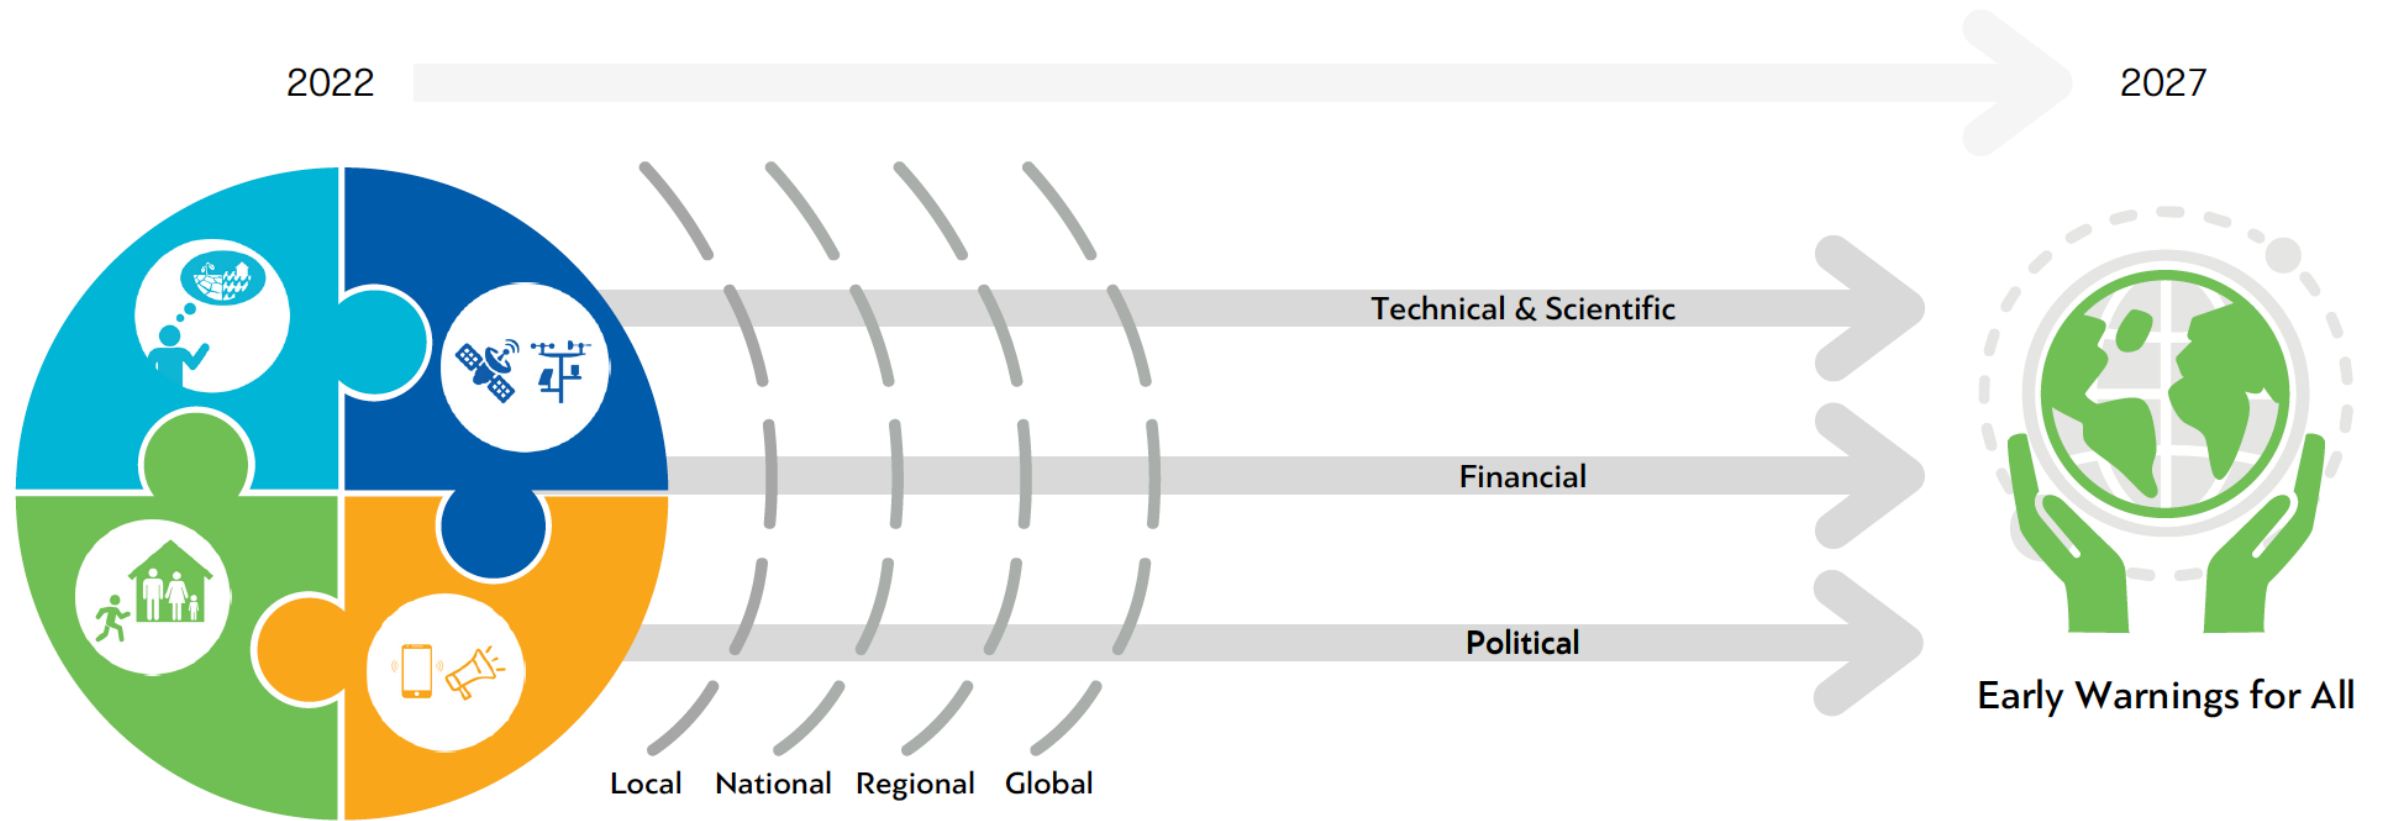 2022
2027
Technical & Scientific
Financial
Political
Early Warnings for All
Local National Regional Global